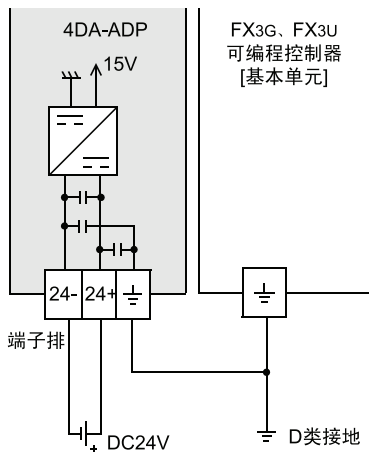 4DA-ADP
15V
FX3G、FX3U
可编程控制器
[基本单元]
24-
24+
端子排
DC24V
D类接地